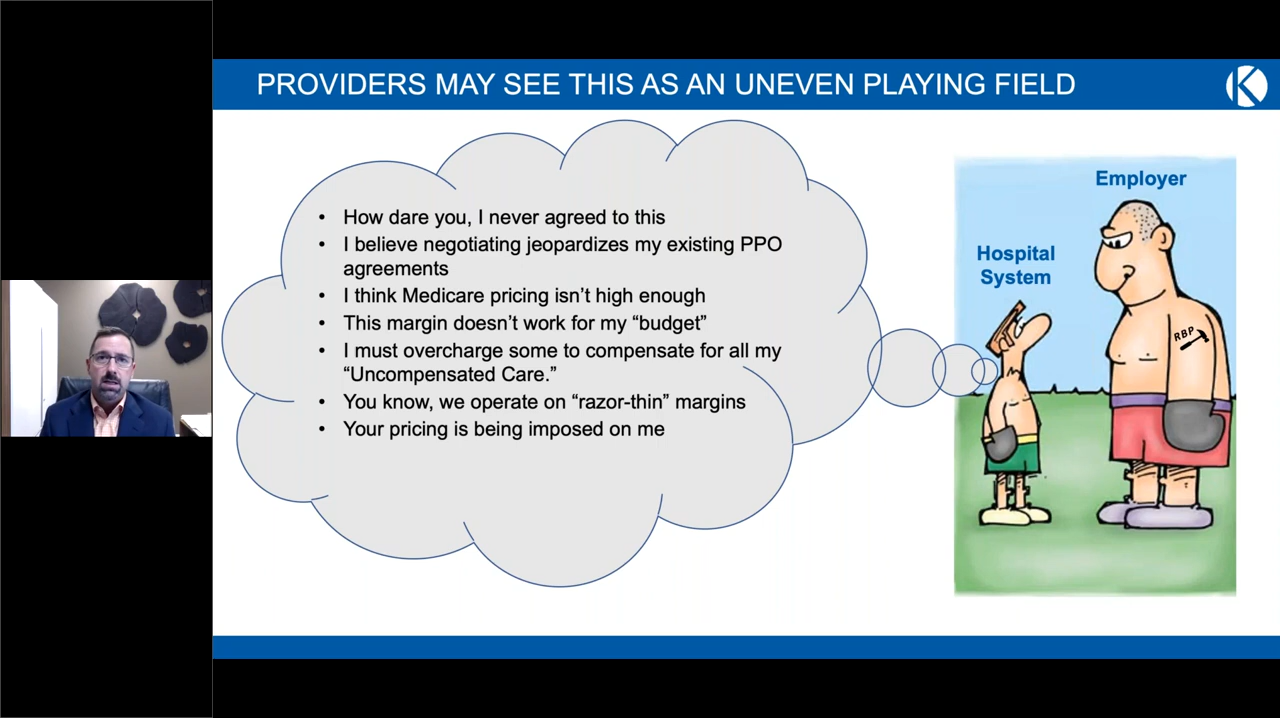 PROVIDERS MAY SEE THIS AS AN UNEVEN PLAYING FIELD
K
• How dare you, I never agreed to this
• I believe negotiating jeopardizes my existing PPO
agreements
• I think Medicare pricing isn’t high enough
• This margin doesn’t work for my “budget”
• I must overcharge some to compensate for all my
“Uncompensated Care.”
• You know, we operate on “razor-thin” margins
• Your pricing is being imposed on me
Employer
Hospital
System
RBP